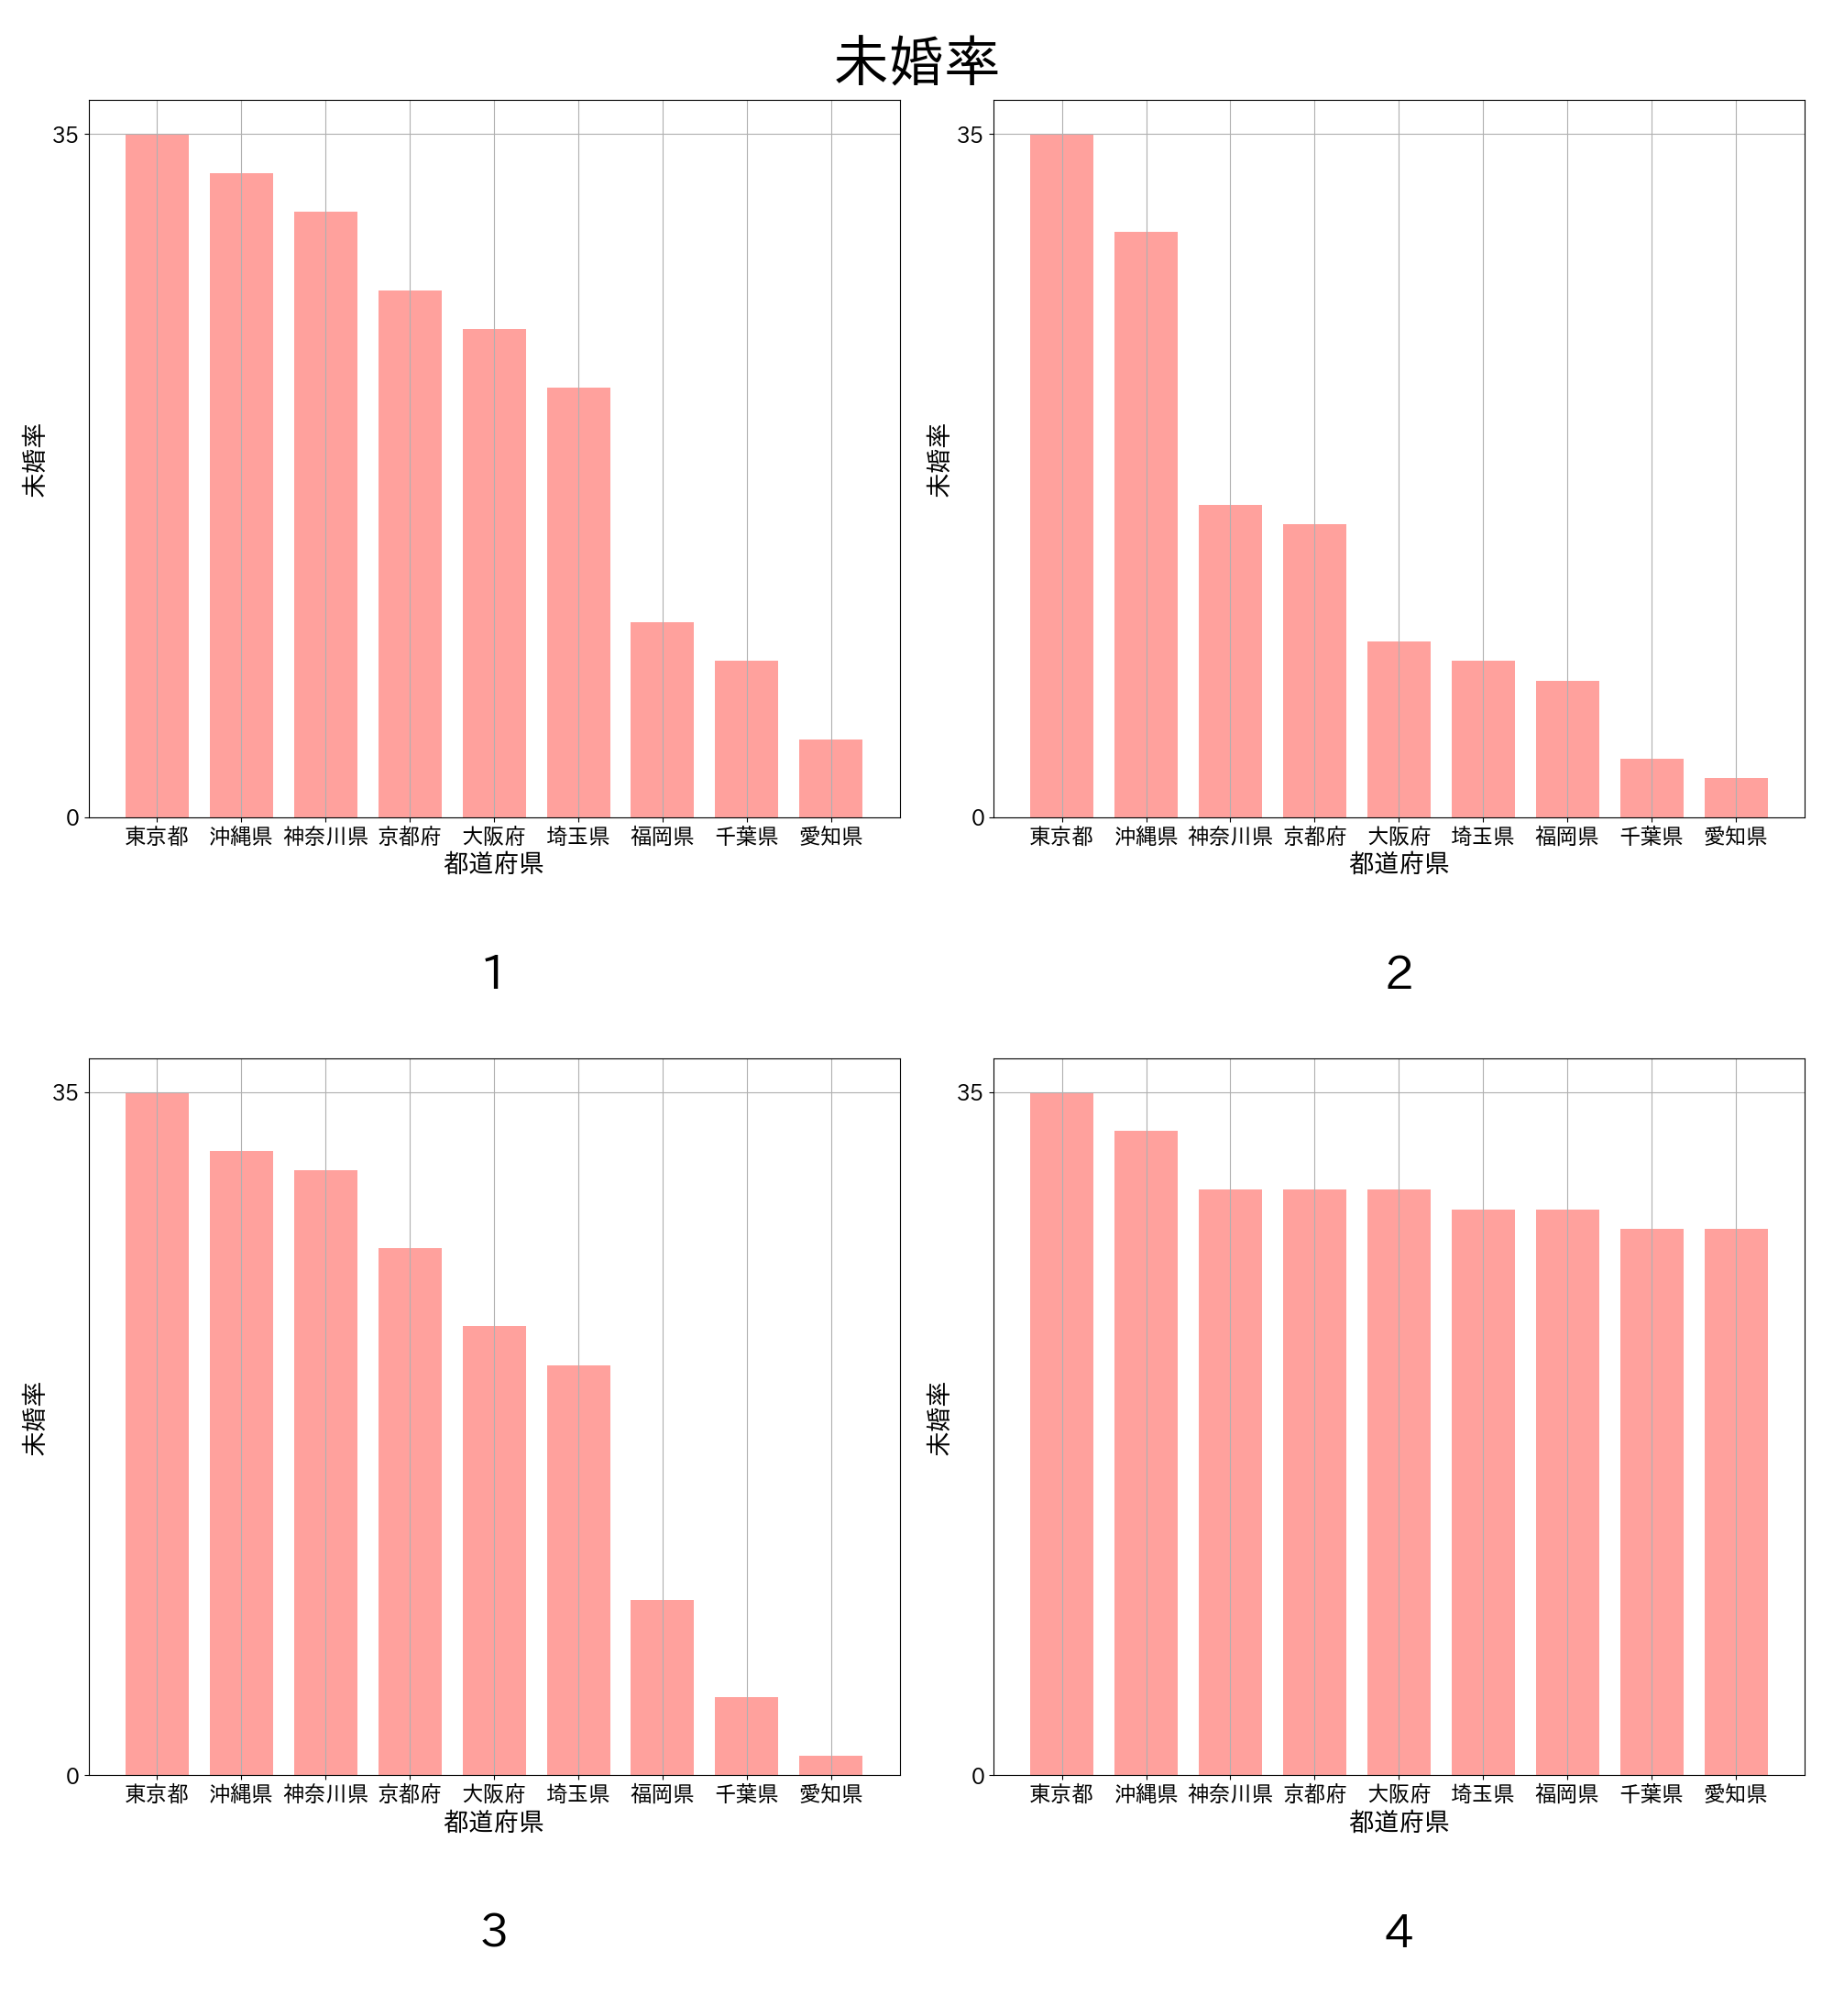 未婚率
35
0
未婚率
東京都 沖縄県 神奈川県 京都府 大阪府 埼玉県 福岡県 千葉県 愛知県
都道府県
1
35
0
未婚率
東京都 沖縄県 神奈川県 京都府 大阪府 埼玉県 福岡県 千葉県 愛知県
都道府県
2
35
0
未婚率
東京都 沖縄県 神奈川県 京都府 大阪府 埼玉県 福岡県 千葉県 愛知県
都道府県
3
35
0
未婚率
東京都 沖縄県 神奈川県 京都府 大阪府 埼玉県 福岡県 千葉県 愛知県
都道府県
4